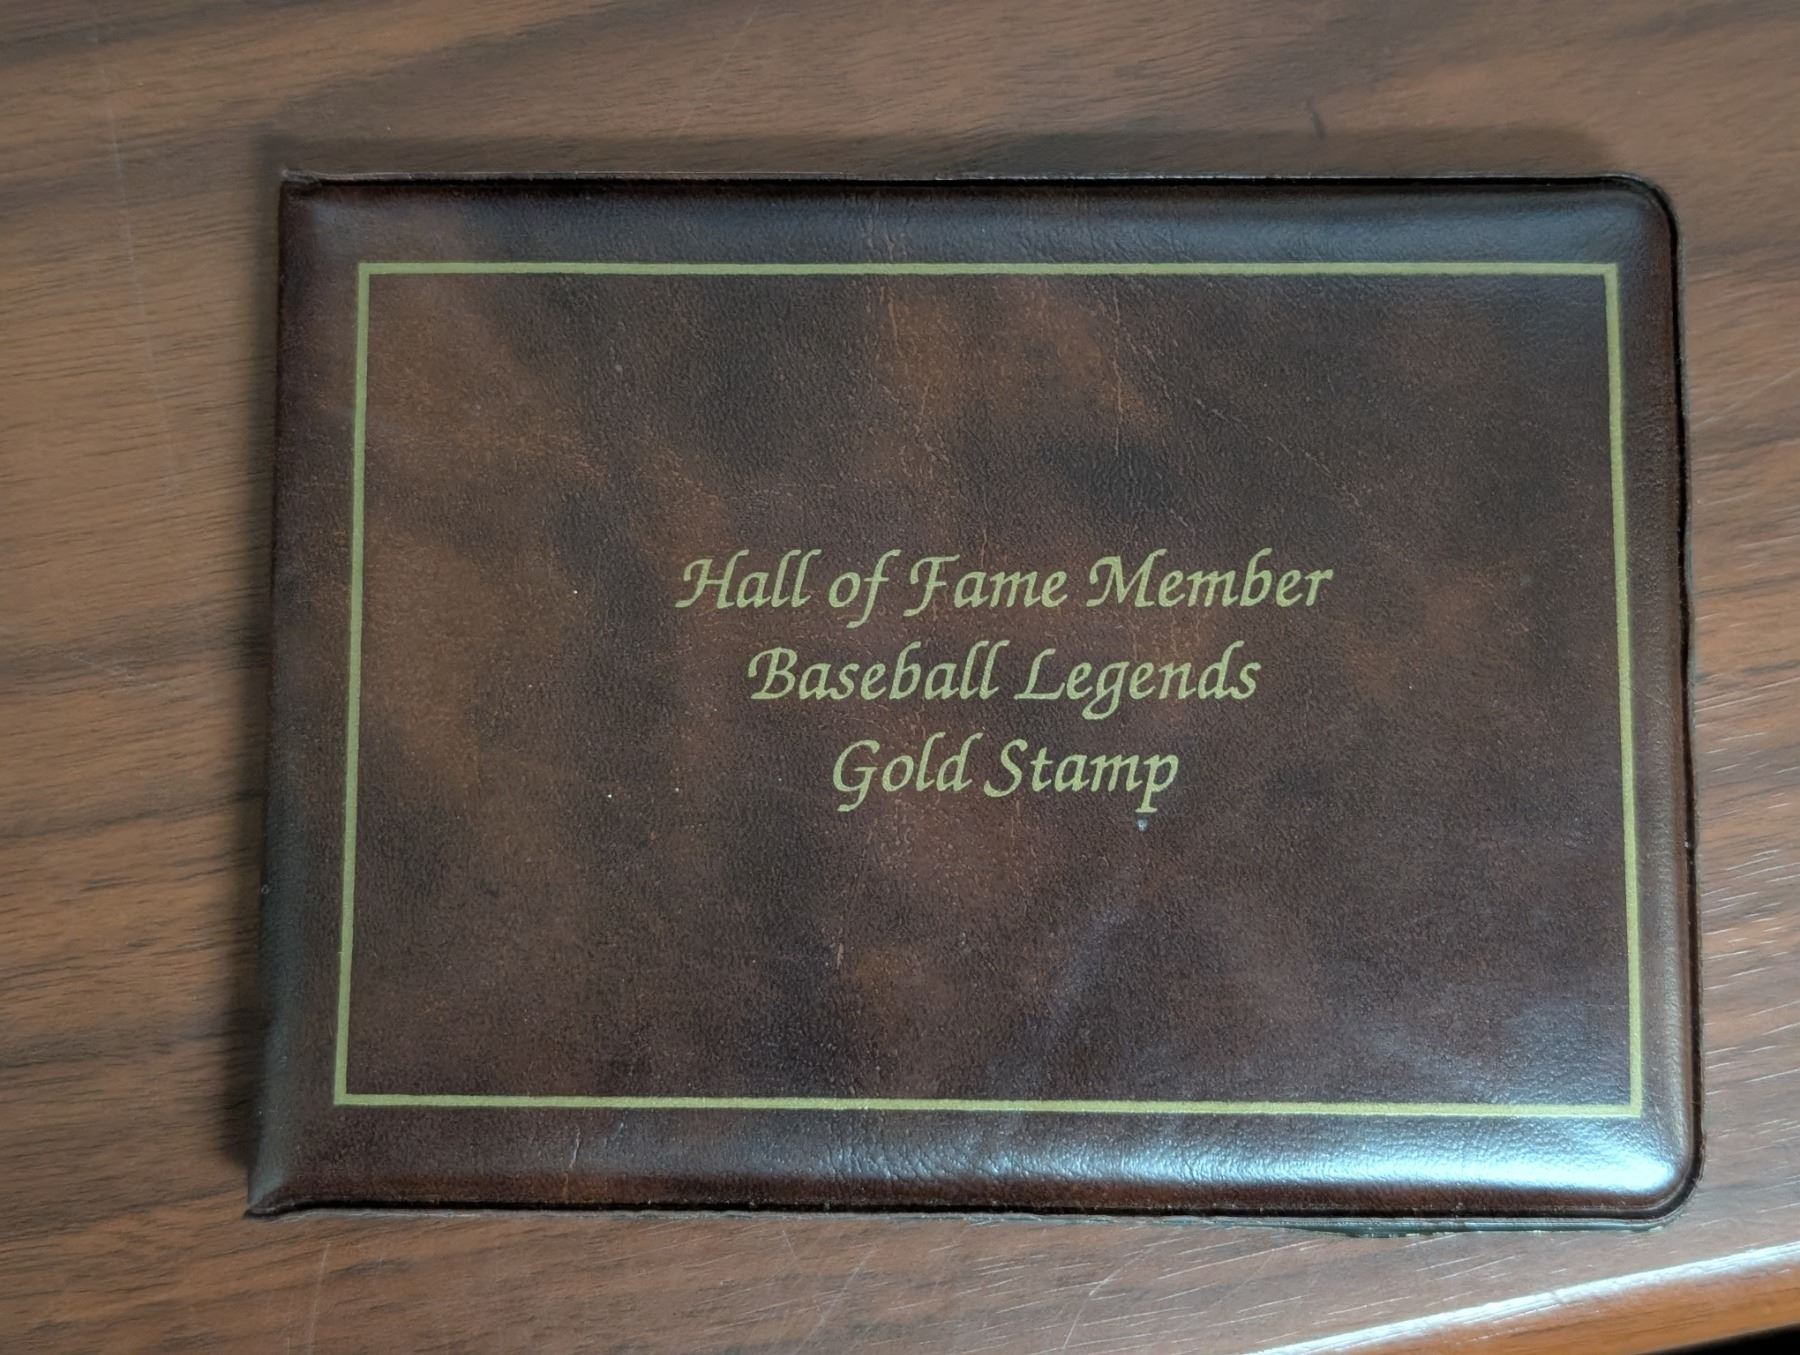 Hall of Fame Member
Baseball Legends
Gold Stamp